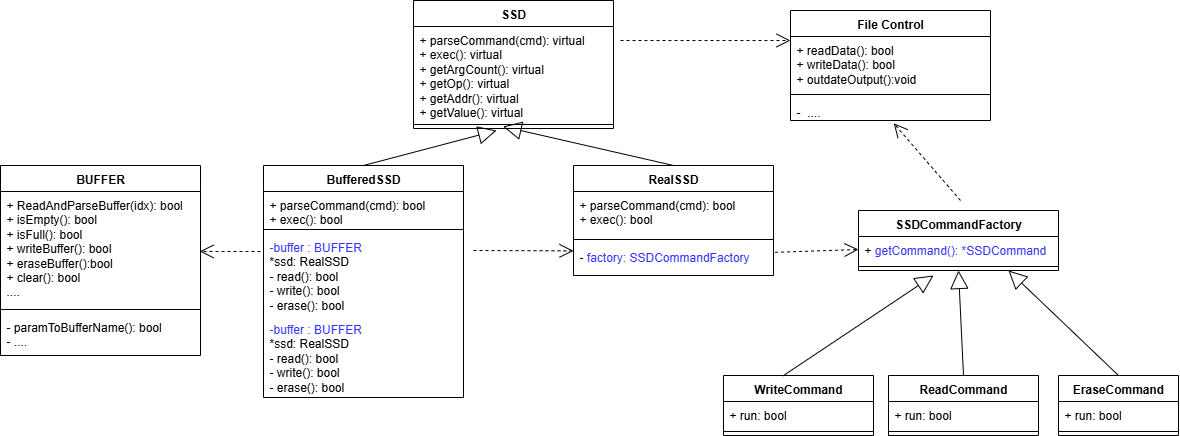 SSD
+ parseCommand(cmd): virtual
+ exec(): virtual
+ getArgCount(): virtual
+ getOp(): virtual
+ getAddr(): virtual
+ getValue(): virtual
File Control
+ readData(): bool
+ writeData(): bool
+ outdateOutput():void
- ....
BUFFER
+ ReadAndParseBuffer(idx): bool
+ isEmpty(): bool
+ isFull(): bool
+ writeBuffer(): bool
+ eraseBuffer():bool
+ clear(): bool
....
- paramToBufferName(): bool
- ....
BufferedSSD
+ parseCommand(cmd): bool
+ exec(): bool
-buffer : BUFFER
*ssd: RealSSD
- read(): bool
- write(): bool
- erase(): bool
-buffer : BUFFER
*ssd: RealSSD
- read(): bool
- write(): bool
- erase(): bool
RealSSD
+ parseCommand(cmd): bool
+ exec(): bool
- factory: SSDCommandFactory
SSDCommandFactory
+ getCommand(): *SSDCommand
WriteCommand
+ run: bool
ReadCommand
+ run: bool
EraseCommand
+ run: bool